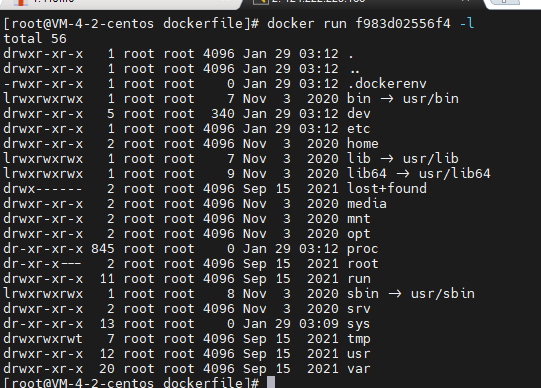 [root@VM-4-2-centos dockerfile]# docker run f983d02556f4 -l
total 56
drwxr-xr-x   1 root root 4096 Jan 29 03:12 .
drwxr-xr-x   1 root root 4096 Jan 29 03:12 ..
-rwxr-xr-x   1 root root    0 Jan 29 03:12 .dockerenv
lrwxrwxrwx   1 root root    7 Nov  3  2020 bin -> usr/bin
drwxr-xr-x   5 root root  340 Jan 29 03:12 dev
drwxr-xr-x   1 root root 4096 Jan 29 03:12 etc
drwxr-xr-x   2 root root 4096 Nov  3  2020 home
lrwxrwxrwx   1 root root    7 Nov  3  2020 lib -> usr/lib
lrwxrwxrwx   1 root root    9 Nov  3  2020 lib64 -> usr/lib64
drwx------   2 root root 4096 Sep 15  2021 lost+found
drwxr-xr-x   2 root root 4096 Nov  3  2020 media
drwxr-xr-x   2 root root 4096 Nov  3  2020 mnt
drwxr-xr-x   2 root root 4096 Nov  3  2020 opt
dr-xr-xr-x 845 root root    0 Jan 29 03:12 proc
dr-xr-x---   2 root root 4096 Sep 15  2021 root
drwxr-xr-x  11 root root 4096 Sep 15  2021 run
lrwxrwxrwx   1 root root    8 Nov  3  2020 sbin -> usr/sbin
drwxr-xr-x   2 root root 4096 Nov  3  2020 srv
dr-xr-xr-x  13 root root    0 Jan 29 03:09 sys
drwxrwxrwt   7 root root 4096 Sep 15  2021 tmp
drwxr-xr-x  12 root root 4096 Sep 15  2021 usr
drwxr-xr-x  20 root root 4096 Sep 15  2021 var
[root@VM-4-2-centos dockerfile]#